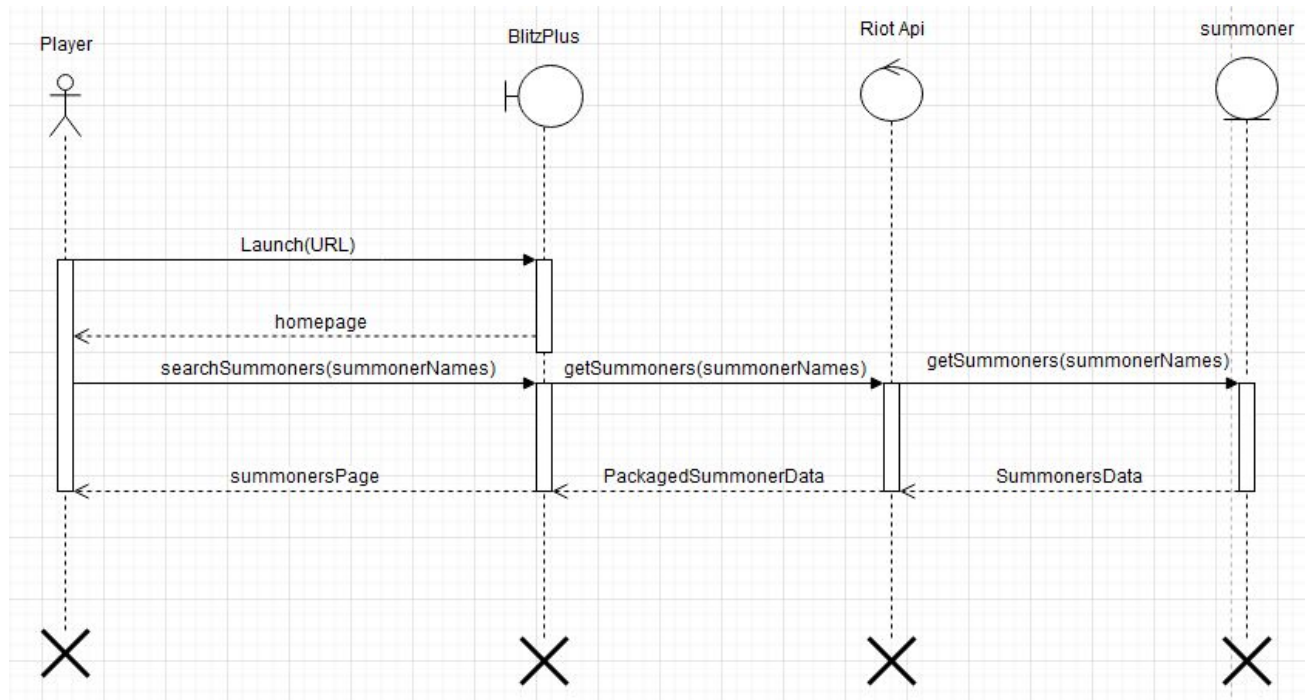 Player
BlitzPlus
Riot Api
summoner
Launch(URL)
homepage
searchSummoners(summonerNames)
getSummoners(summonerNames)
getSummoners(summonerNames)
summonersPage
PackagedSummonerData
SummonersData